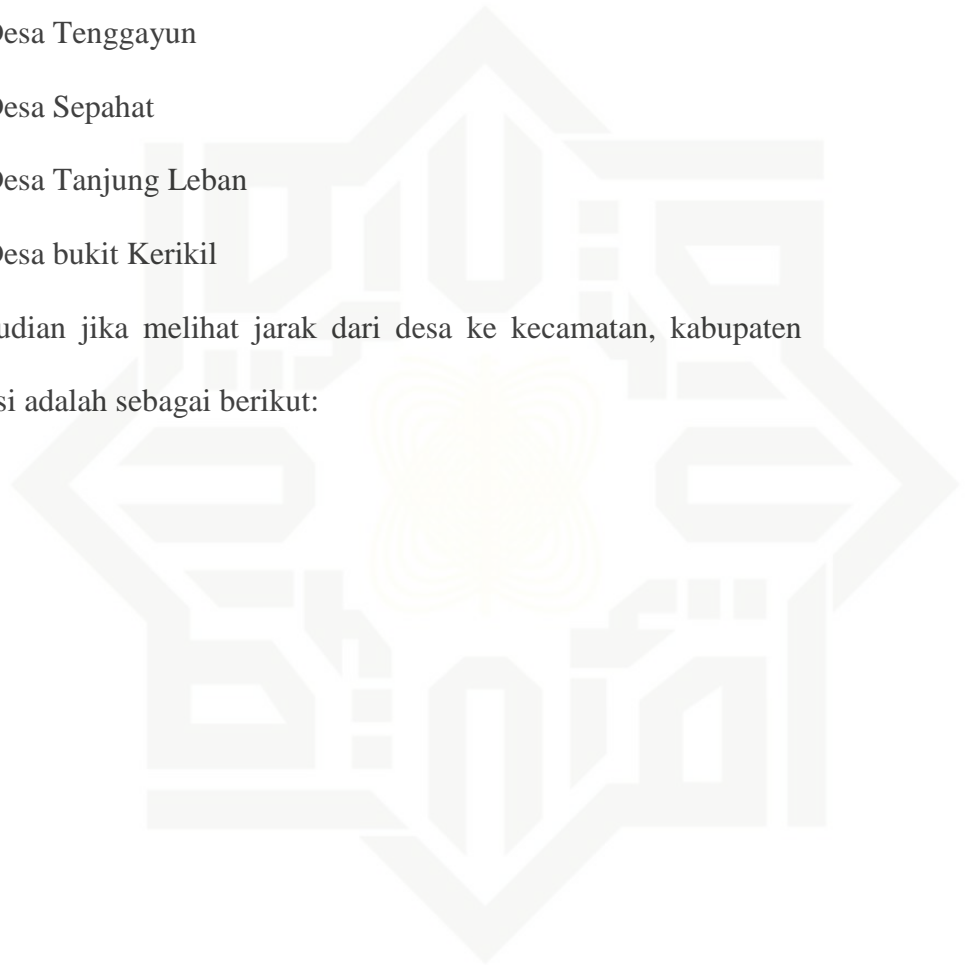 Desa Tenggayun
Desa Sepahat
Desa Tanjung Leban
Desa bukit Kerikil
udian jika melihat jarak dari desa ke kecamatan, kabupaten
si adalah sebagai berikut: